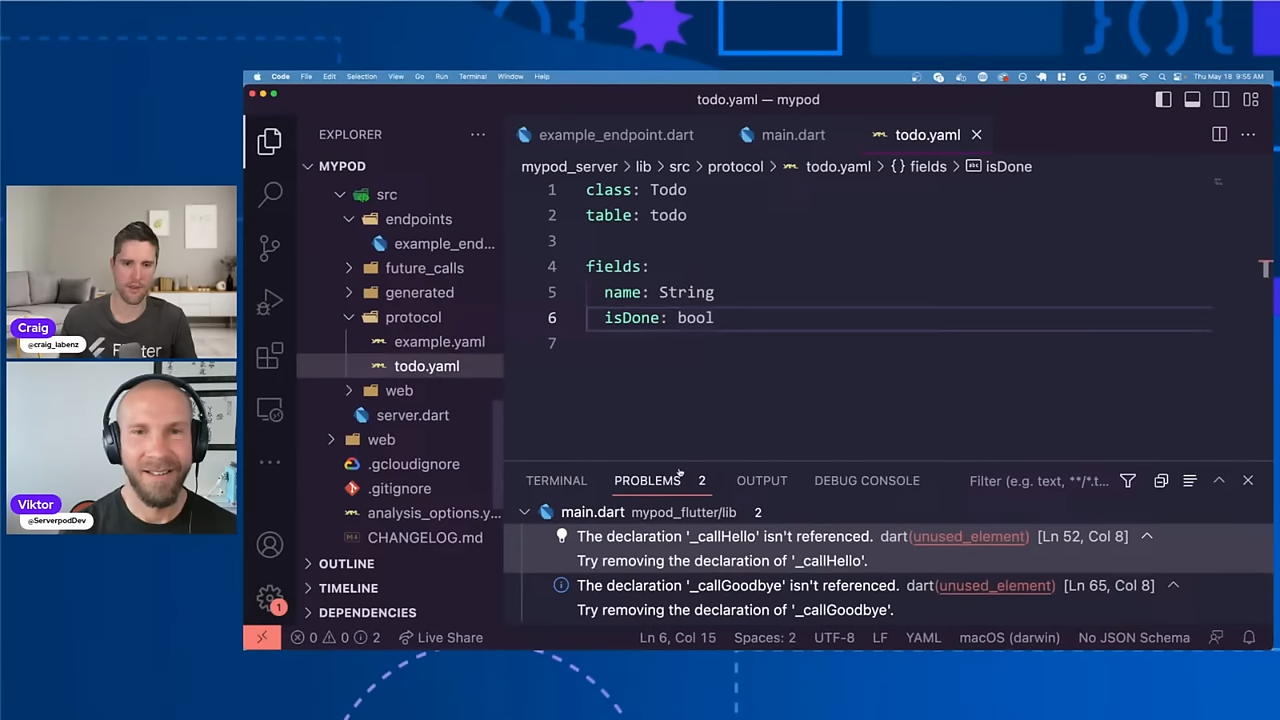 Code File Edit Selection View Go Run Terminal Window Help
Thu May 18 9:55 AM
todo.yaml — mypod
EXPLORER
MYPOD
src
endpoints
example_end...
future_calls
generated
protocol
example.yaml
todo.yaml
web
server.dart
web
.gcloudignore
.gitignore
analysis_options.y...
CHANGELOG.md
OUTLINE
TIMELINE
DEPENDENCIES
1
example_endpoint.dart main.dart todo.yaml
mypod_server > lib > src > protocol > todo.yaml > {} fields > isDone
1 class: Todo
2 table: todo
3
4 fields:
5 name: String
6 isDone: bool
7
TERMINAL PROBLEMS 2 OUTPUT DEBUG CONSOLE Filter (e.g. text, **/*.t...
main.dart mypod_flutter/lib 2
The declaration '_callHello' isn't referenced. dart(unused_element) [Ln 52, Col 8]
Try removing the declaration of '_callHello'.
The declaration '_callGoodbye' isn't referenced. dart(unused_element) [Ln 65, Col 8]
Try removing the declaration of '_callGoodbye'.
0 0 2 Live Share Ln 6, Col 15 Spaces: 2 UTF-8 LF YAML macOS (darwin) No JSON Schema
Craig
@craig_labenz
Viktor
@ServerpodDev